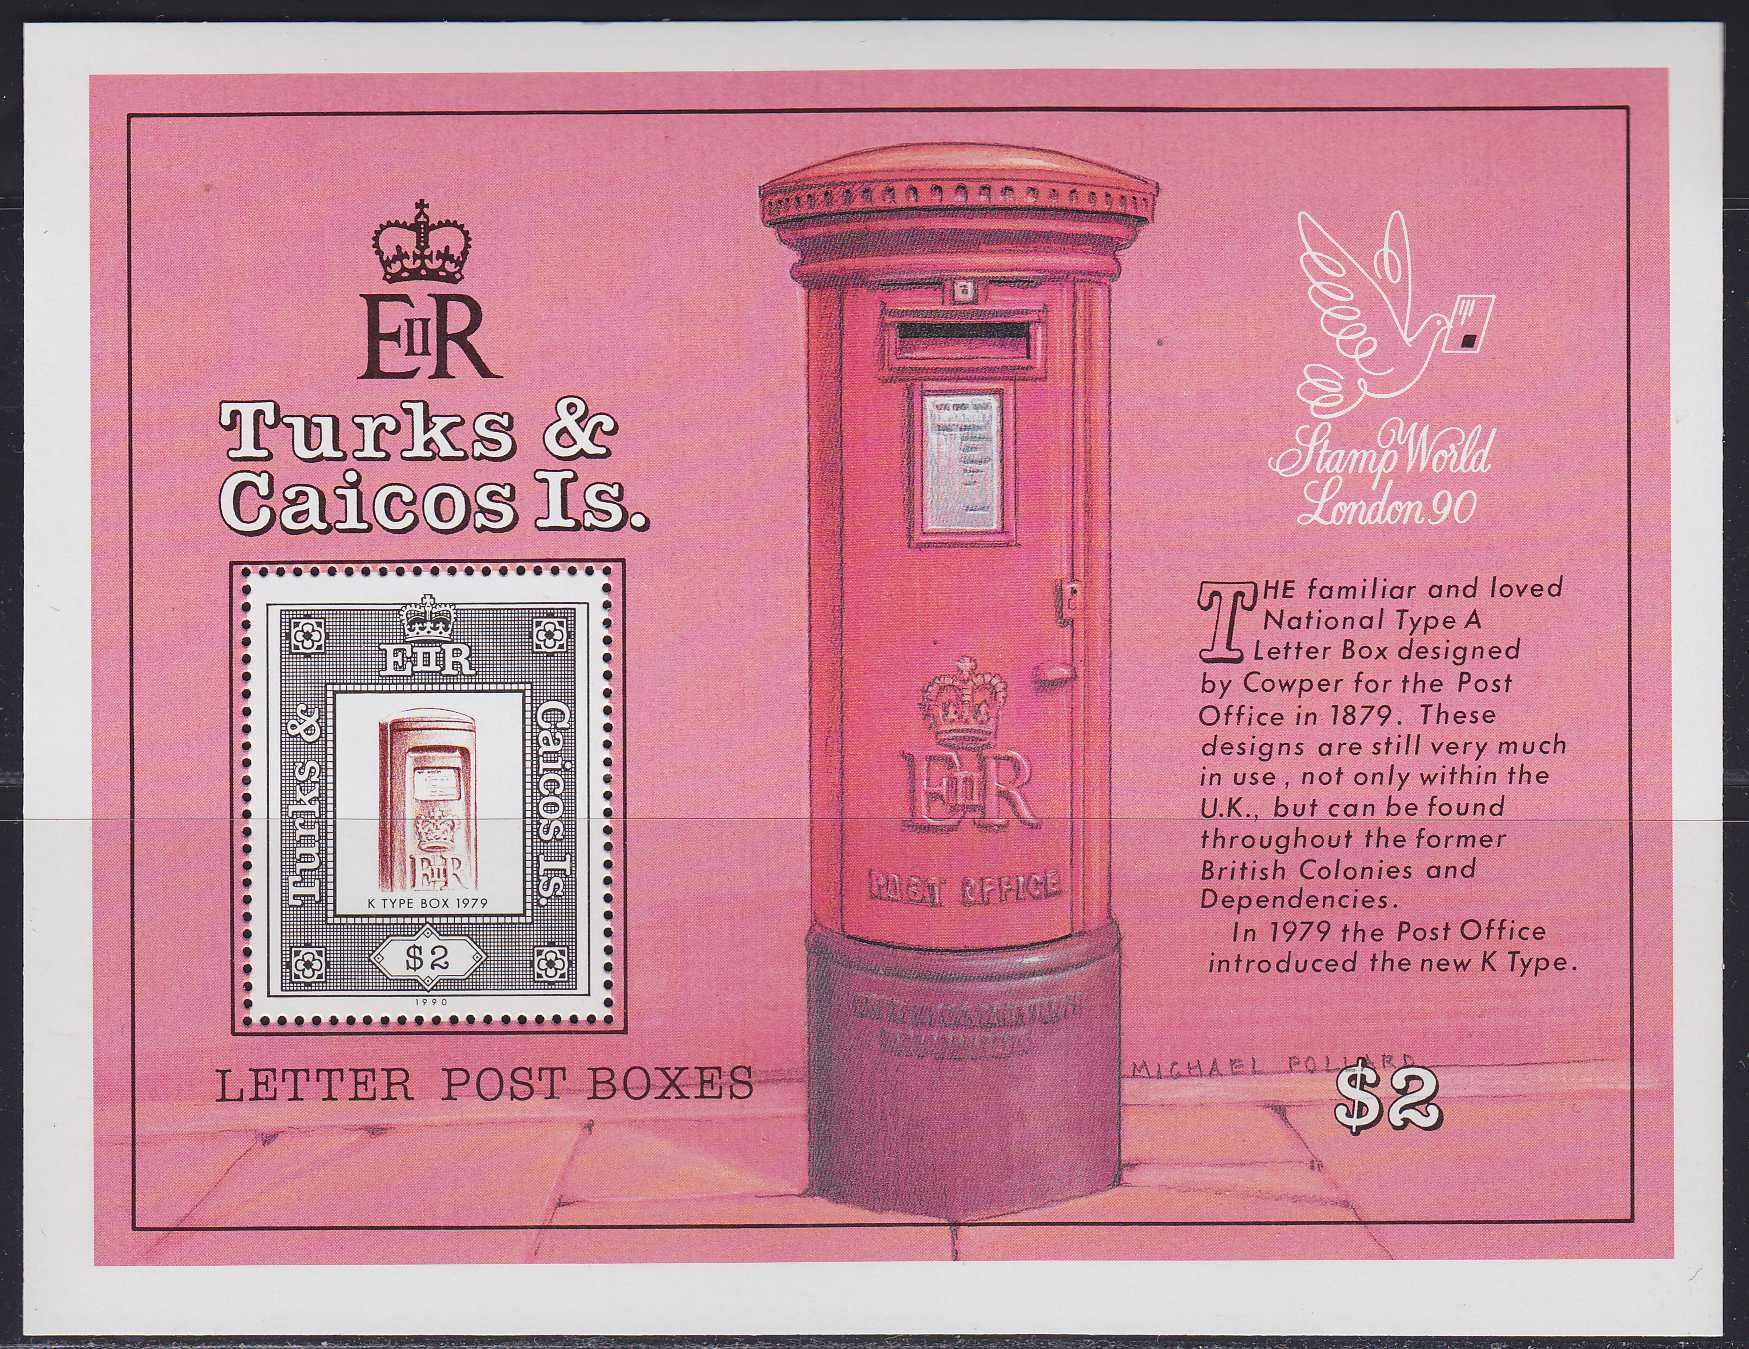 EIIR
Turks &
Caicos Is.
EIIR
Turks &
Caicos Is.
K TYPE BOX 1979
$2
1990
LETTER POST BOXES
EIIR
POST OFFICE
Stamp World
London 90
THE familiar and loved
National Type A
Letter Box designed
by Cowper for the Post
Office in 1879. These
designs are still very much
in use, not only within the
U.K., but can be found
throughout the former
British Colonies and
Dependencies.
In 1979 the Post Office
introduced the new K Type.
MICHAEL POLLARD
$2